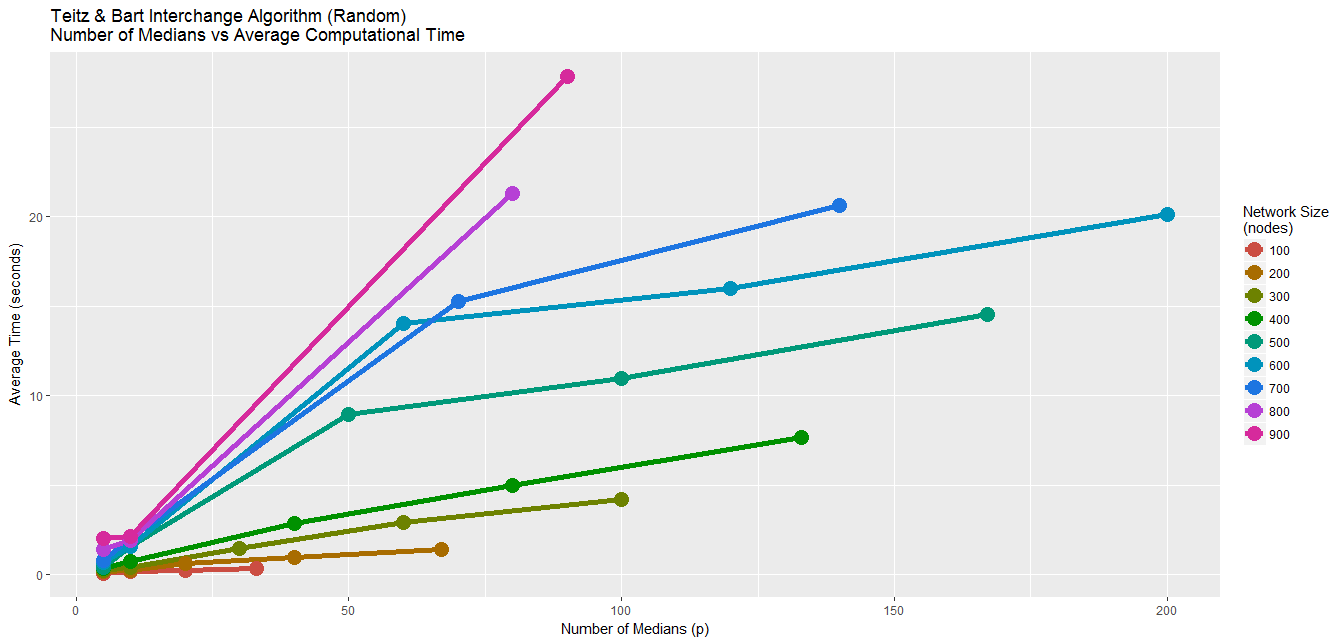 Teitz & Bart Interchange Algorithm (Random)
Number of Medians vs Average Computational Time
Average Time (seconds)
20
10
0
0
50
100
150
200
Number of Medians (p)
Network Size
(nodes)
100
200
300
400
500
600
700
800
900